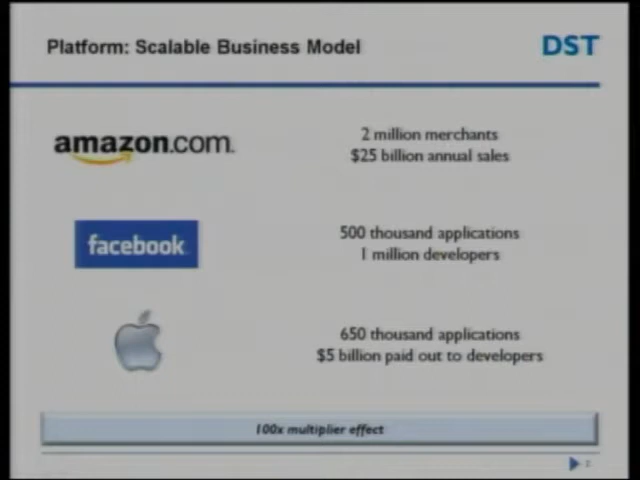 Platform: Scalable Business Model
DST
amazon.com.
2 million merchants
$25 billion annual sales
facebook
500 thousand applications
1 million developers
650 thousand applications
$5 billion paid out to developers
100x multiplier effect